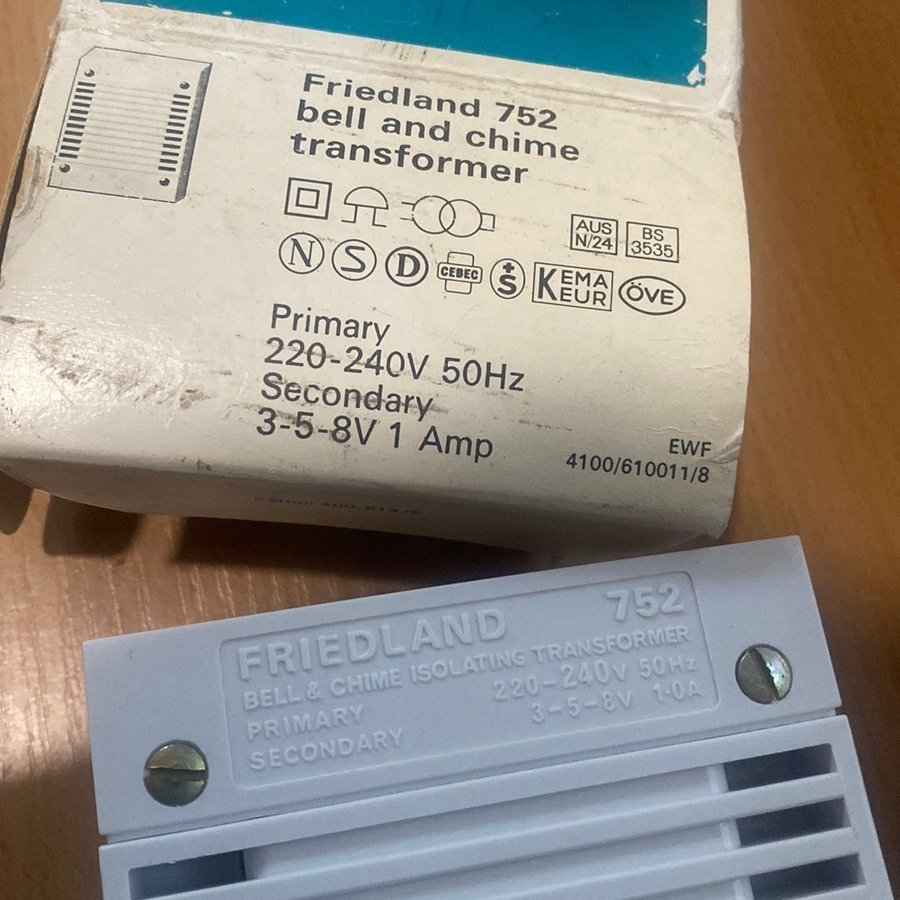 Friedland 752
bell and chime
transformer
AUS
N/24
BS
3535
N S D CEBEC +S KEMA
KEUR ÖVE
Primary
220-240V 50Hz
Secondary
3-5-8V 1 Amp
EWF
4100/610011/8
FRIEDLAND 752
BELL & CHIME ISOLATING TRANSFORMER
PRIMARY 220-240V 50Hz
SECONDARY 3-5-8V 1·0A